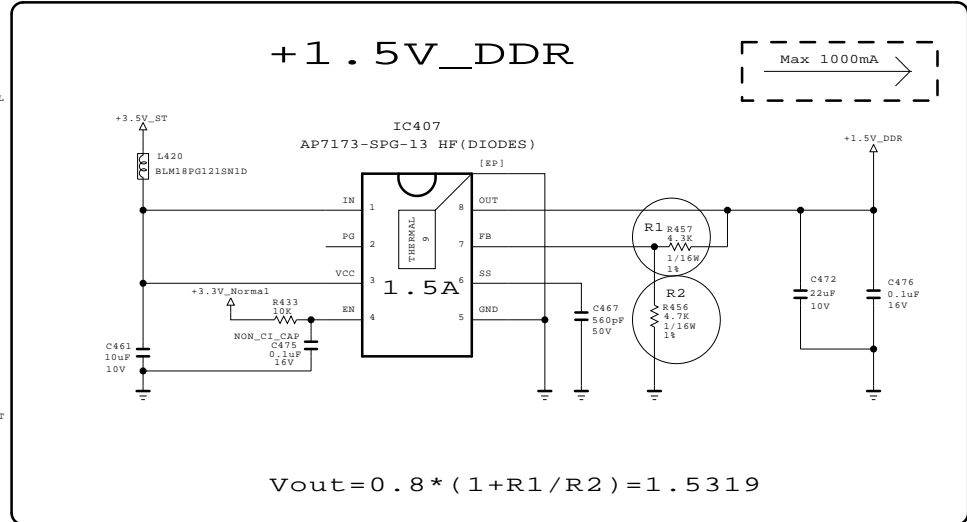 +1.5V_DDR
Max 1000mA
L
+3.5V_ST
IC407
AP7173-SPG-13 HF(DIODES)
+1.5V_DDR
L420
BLM18PG121SN1D
[EP]
IN
1
8
OUT
R1
R457
4.3K
1/16W
1%
PG
2
THERMAL
9
7
FB
VCC
3
1.5A
6
SS
R2
R456
4.7K
1/16W
1%
+3.3V_Normal
R433
10K
EN
4
5
GND
C467
560pF
50V
C472
22uF
10V
C476
0.1uF
16V
NON_CI_CAP
C475
0.1uF
16V
C461
10uF
10V
T
Vout=0.8*(1+R1/R2)=1.5319